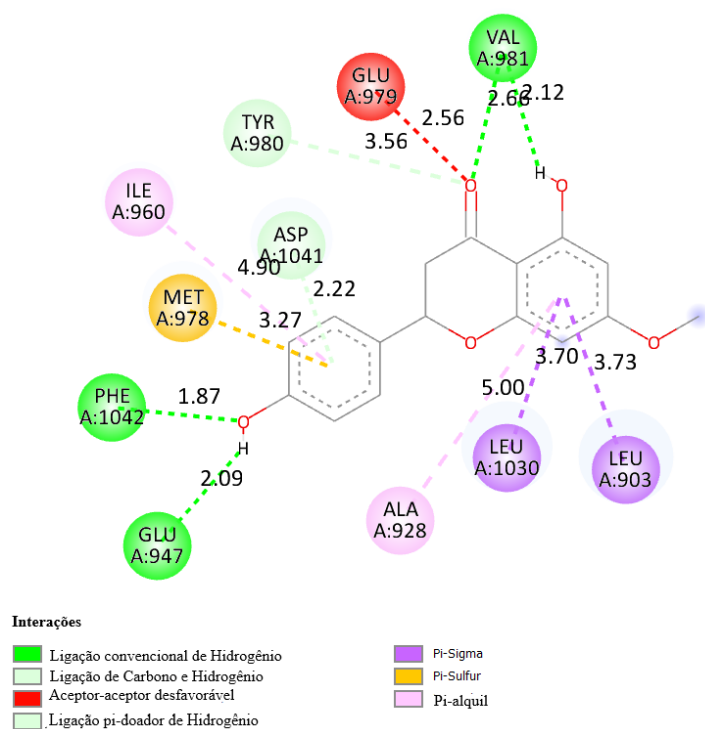 VAL
A:981
GLU
A:979
2.66
2.12
2.56
TYR
A:980
3.56
H
O
O
ILE
A:960
ASP
A:1041
4.90
2.22
MET
A:978
3.27
O
3.70
3.73
O
PHE
A:1042
1.87
5.00
O
H
LEU
A:1030
LEU
A:903
2.09
ALA
A:928
GLU
A:947
Interações
Ligação convencional de Hidrogênio
Ligação de Carbono e Hidrogênio
Aceptor-aceptor desfavorável
Ligação pi-doador de Hidrogênio
Pi-Sigma
Pi-Sulfur
Pi-alquil